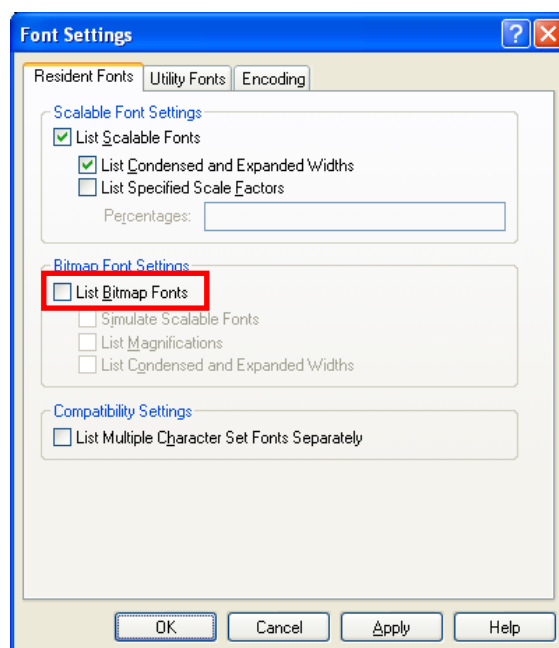 Font Settings
Resident Fonts Utility Fonts Encoding
Scalable Font Settings
List Scalable Fonts
List Condensed and Expanded Widths
List Specified Scale Factors
Percentages:
Bitmap Font Settings
List Bitmap Fonts
Simulate Scalable Fonts
List Magnifications
List Condensed and Expanded Widths
Compatibility Settings
List Multiple Character Set Fonts Separately
OK Cancel Apply Help